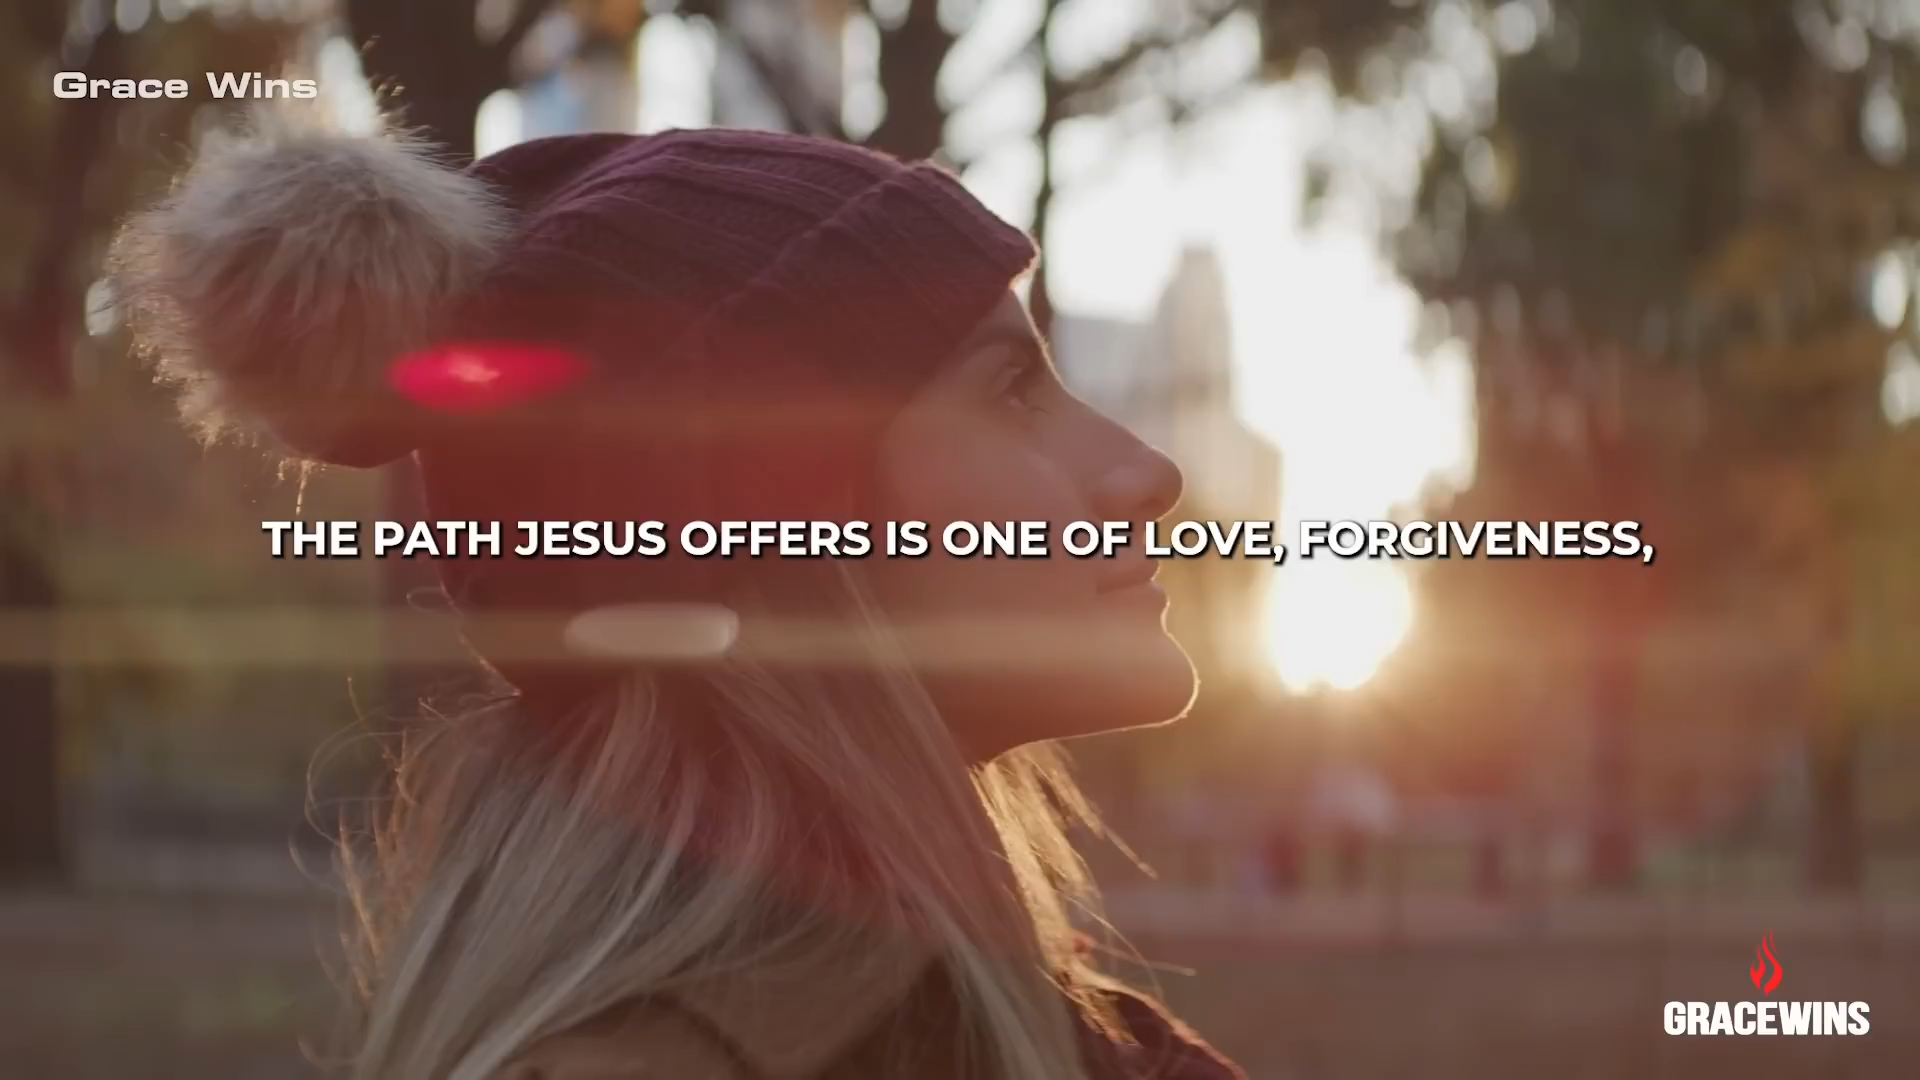 Grace Wins
THE PATH JESUS OFFERS IS ONE OF LOVE, FORGIVENESS,
GRACEWINS